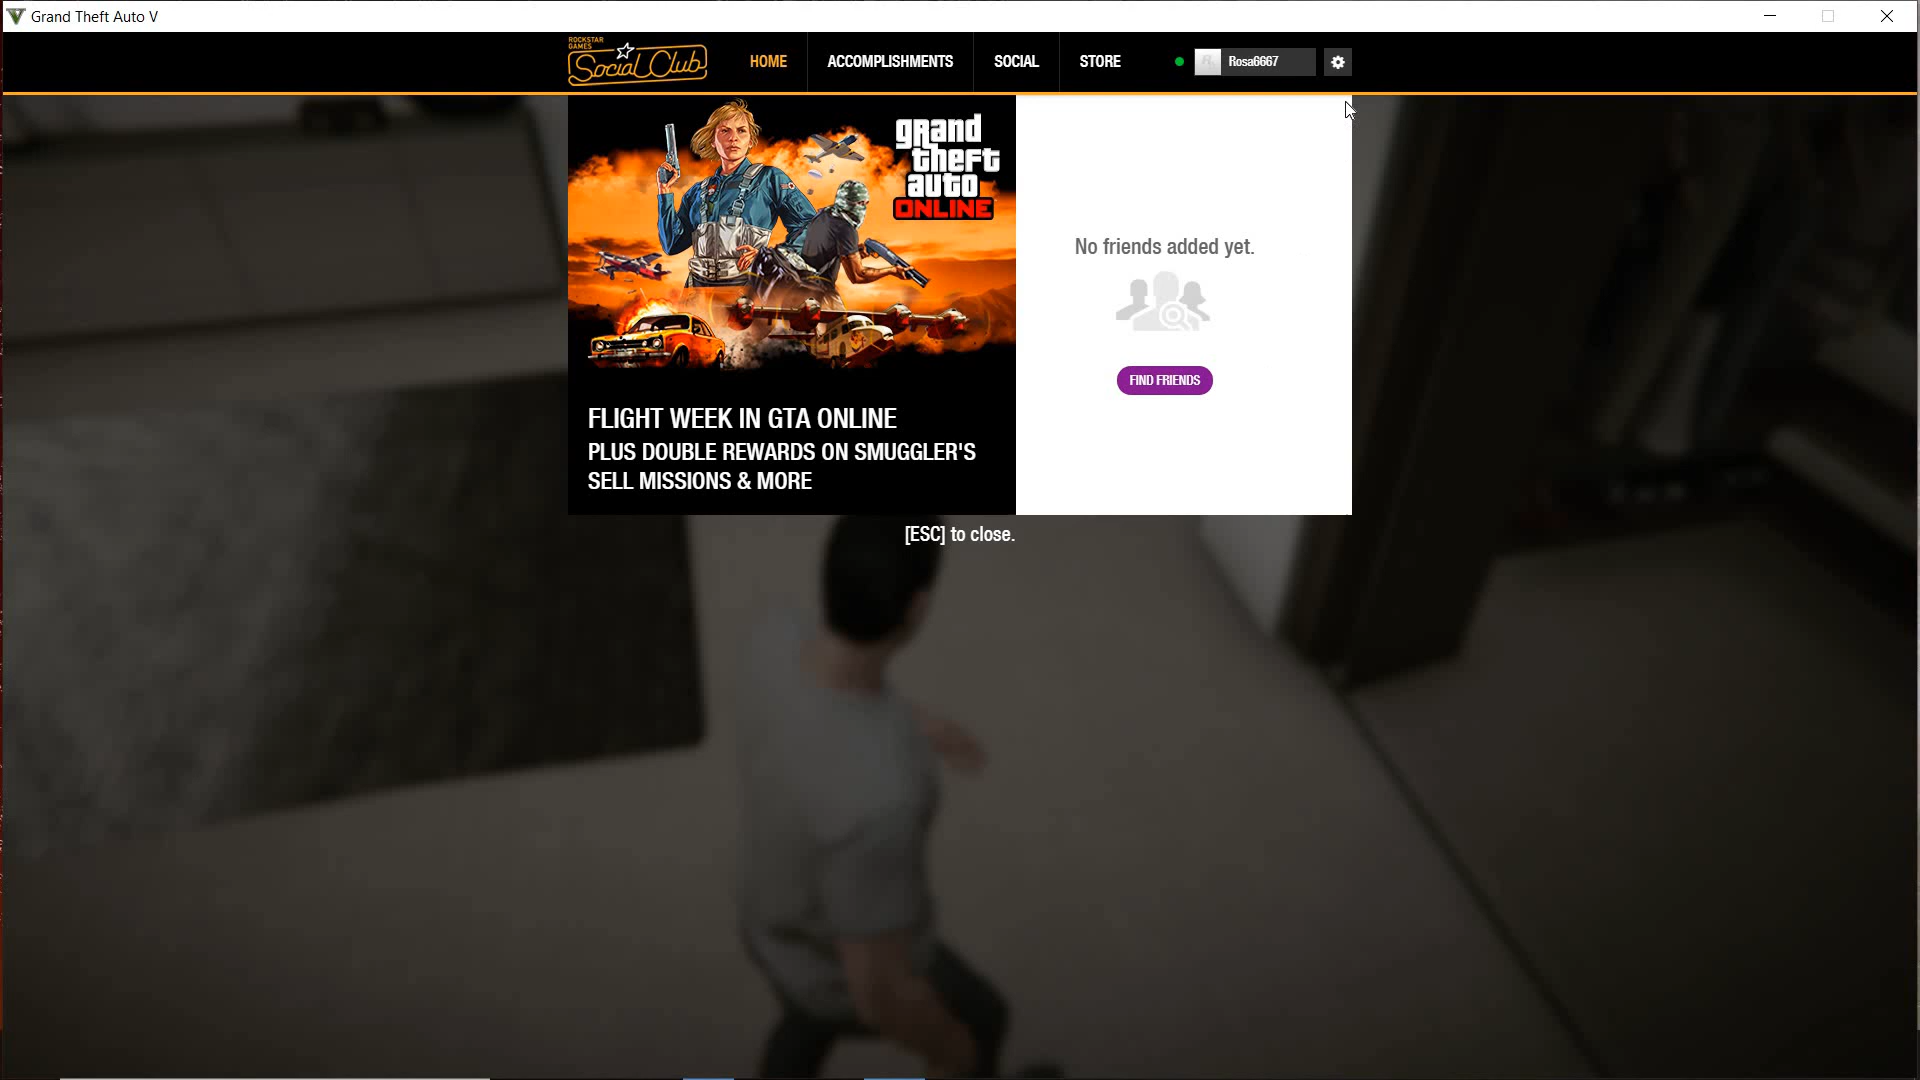 Grand Theft Auto V
ROCKSTAR
GAMES
Social Club
HOME
ACCOMPLISHMENTS
SOCIAL
STORE
Rosa6667
grand
theft
auto
ONLINE
No friends added yet.
FIND FRIENDS
FLIGHT WEEK IN GTA ONLINE
PLUS DOUBLE REWARDS ON SMUGGLER'S
SELL MISSIONS & MORE
[ESC] to close.